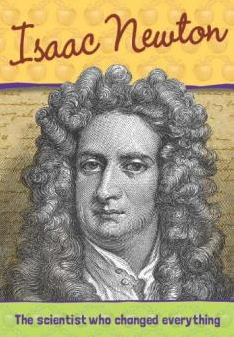 Isaac Newton
The scientist who changed everything